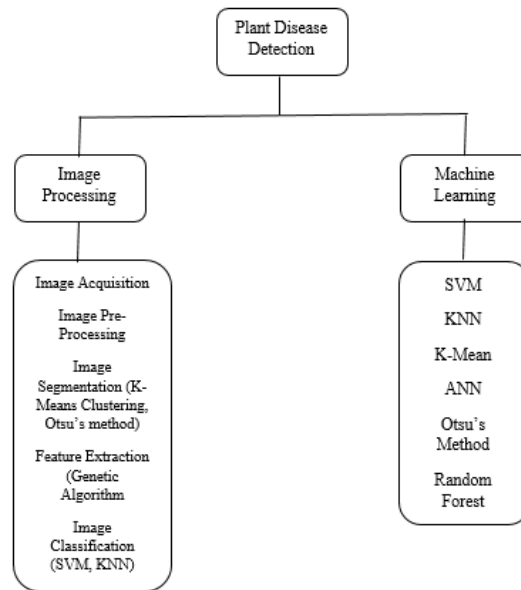 Plant Disease
Detection
Image
Processing
Machine
Learning
Image Acquisition
Image Pre-
Processing
Image
Segmentation (K-
Means Clustering,
Otsu's method)
Feature Extraction
(Genetic
Algorithm
Image
Classification
(SVM, KNN)
SVM
KNN
K-Mean
ANN
Otsu's
Method
Random
Forest